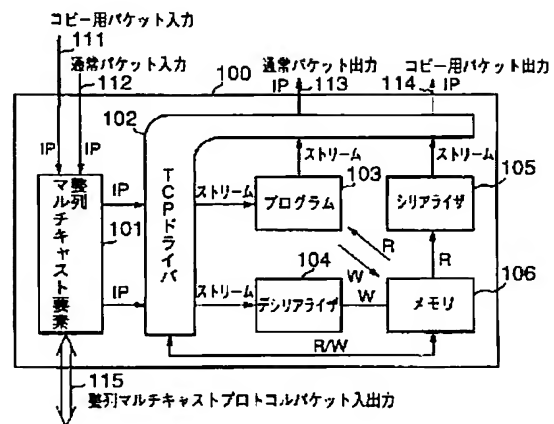 コピー用パケット入力
111
通常パケット入力
112
100
通常パケット出力
コピー用パケット出力
IP
113
114
IP
102
IP
IP
整列
マルチキャスト要素
101
IP
IP
TCPドライバ
ストリーム
ストリーム
ストリーム
ストリーム
103
プログラム
105
シリアライザ
R
W
R
104
デシリアライザ
W
106
メモリ
R/W
115
整列マルチキャストプロトコルパケット入出力